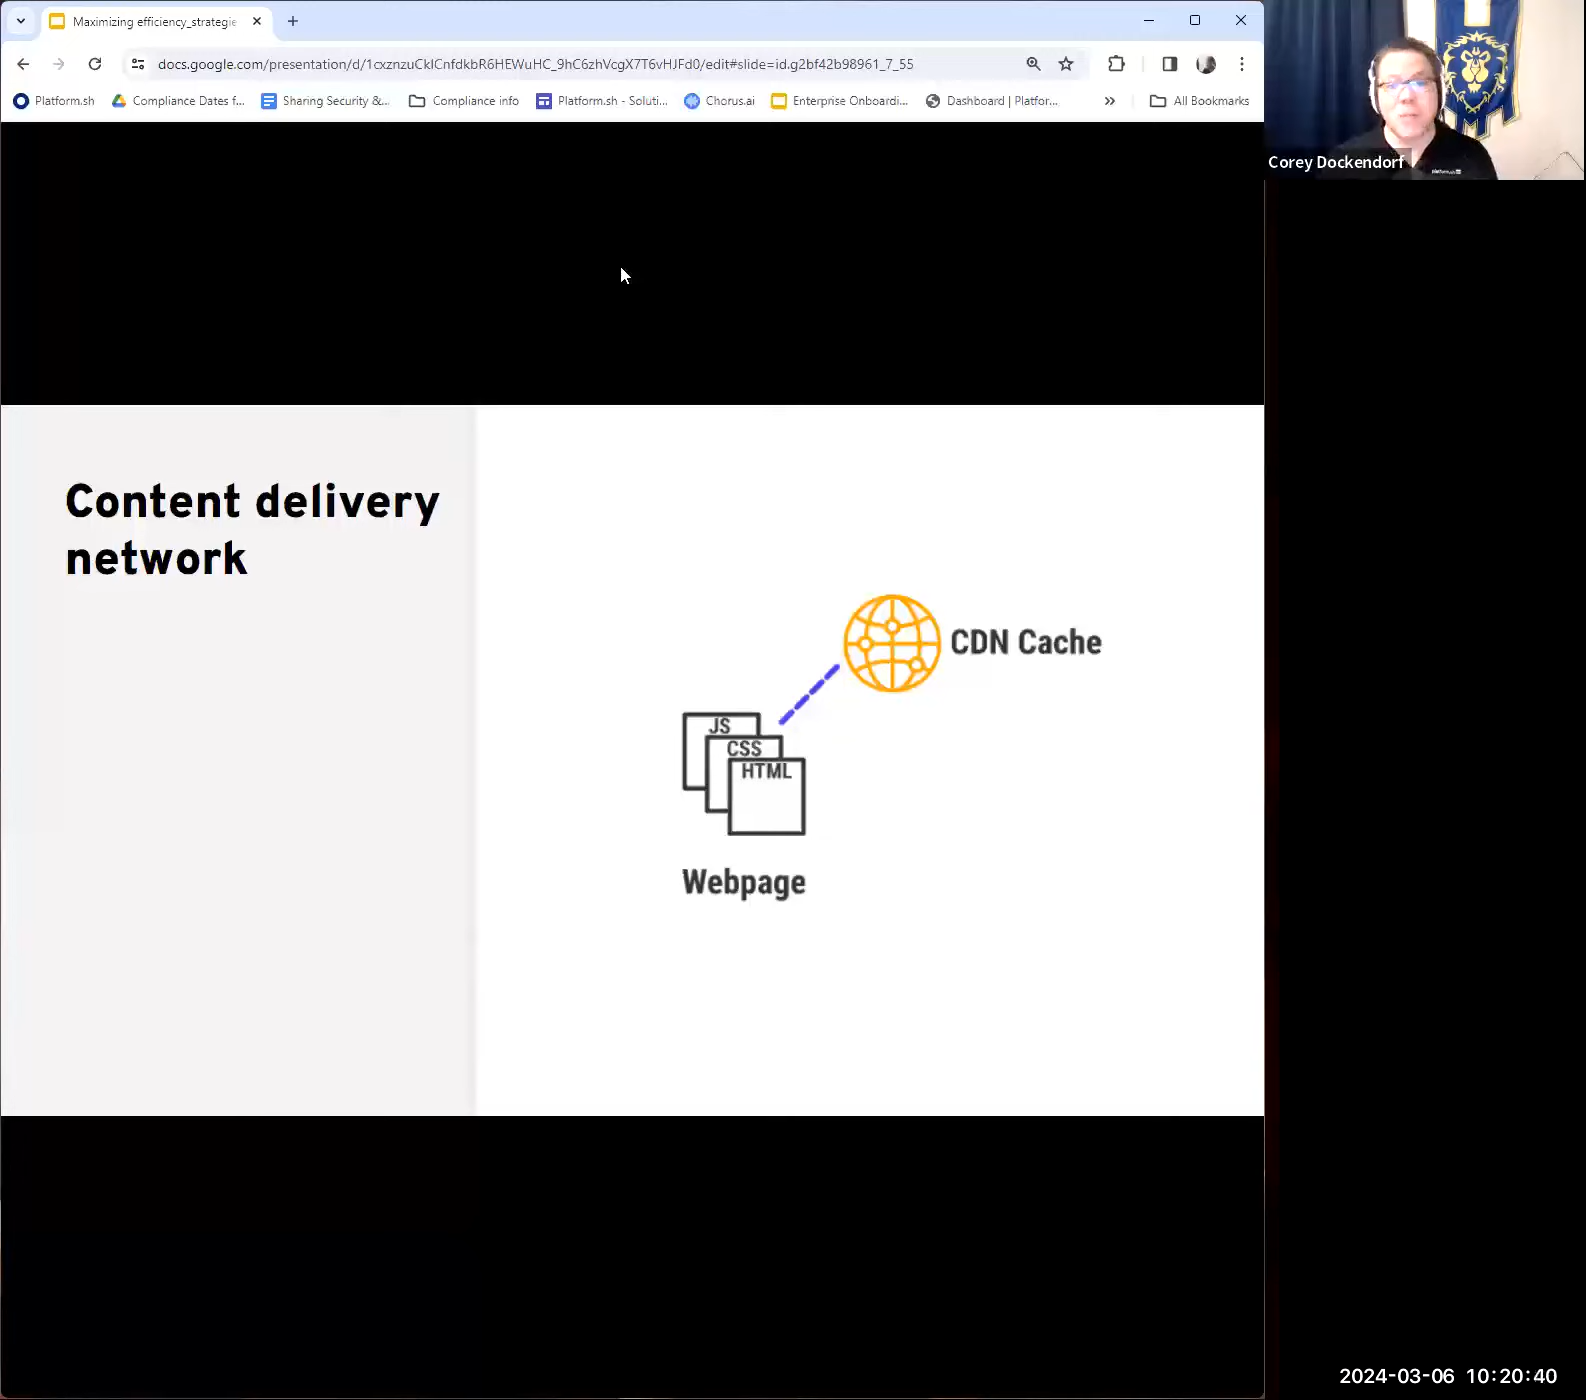 Maximizing efficiency_strategie
docs.google.com/presentation/d/1cxznzuCkICnfdkbR6HEWuHC_9hC6zhVcgX7T6vHJFd0/edit#slide=id.g2bf42b98961_7_55
Platform.sh
Compliance Dates f...
Sharing Security &...
Compliance info
Platform.sh - Soluti...
Chorus.ai
Enterprise Onboardi...
Dashboard | Platfor...
All Bookmarks
Corey Dockendorf
Content delivery
network
CDN Cache
JS
CSS
HTML
Webpage
2024-03-06 10:20:40